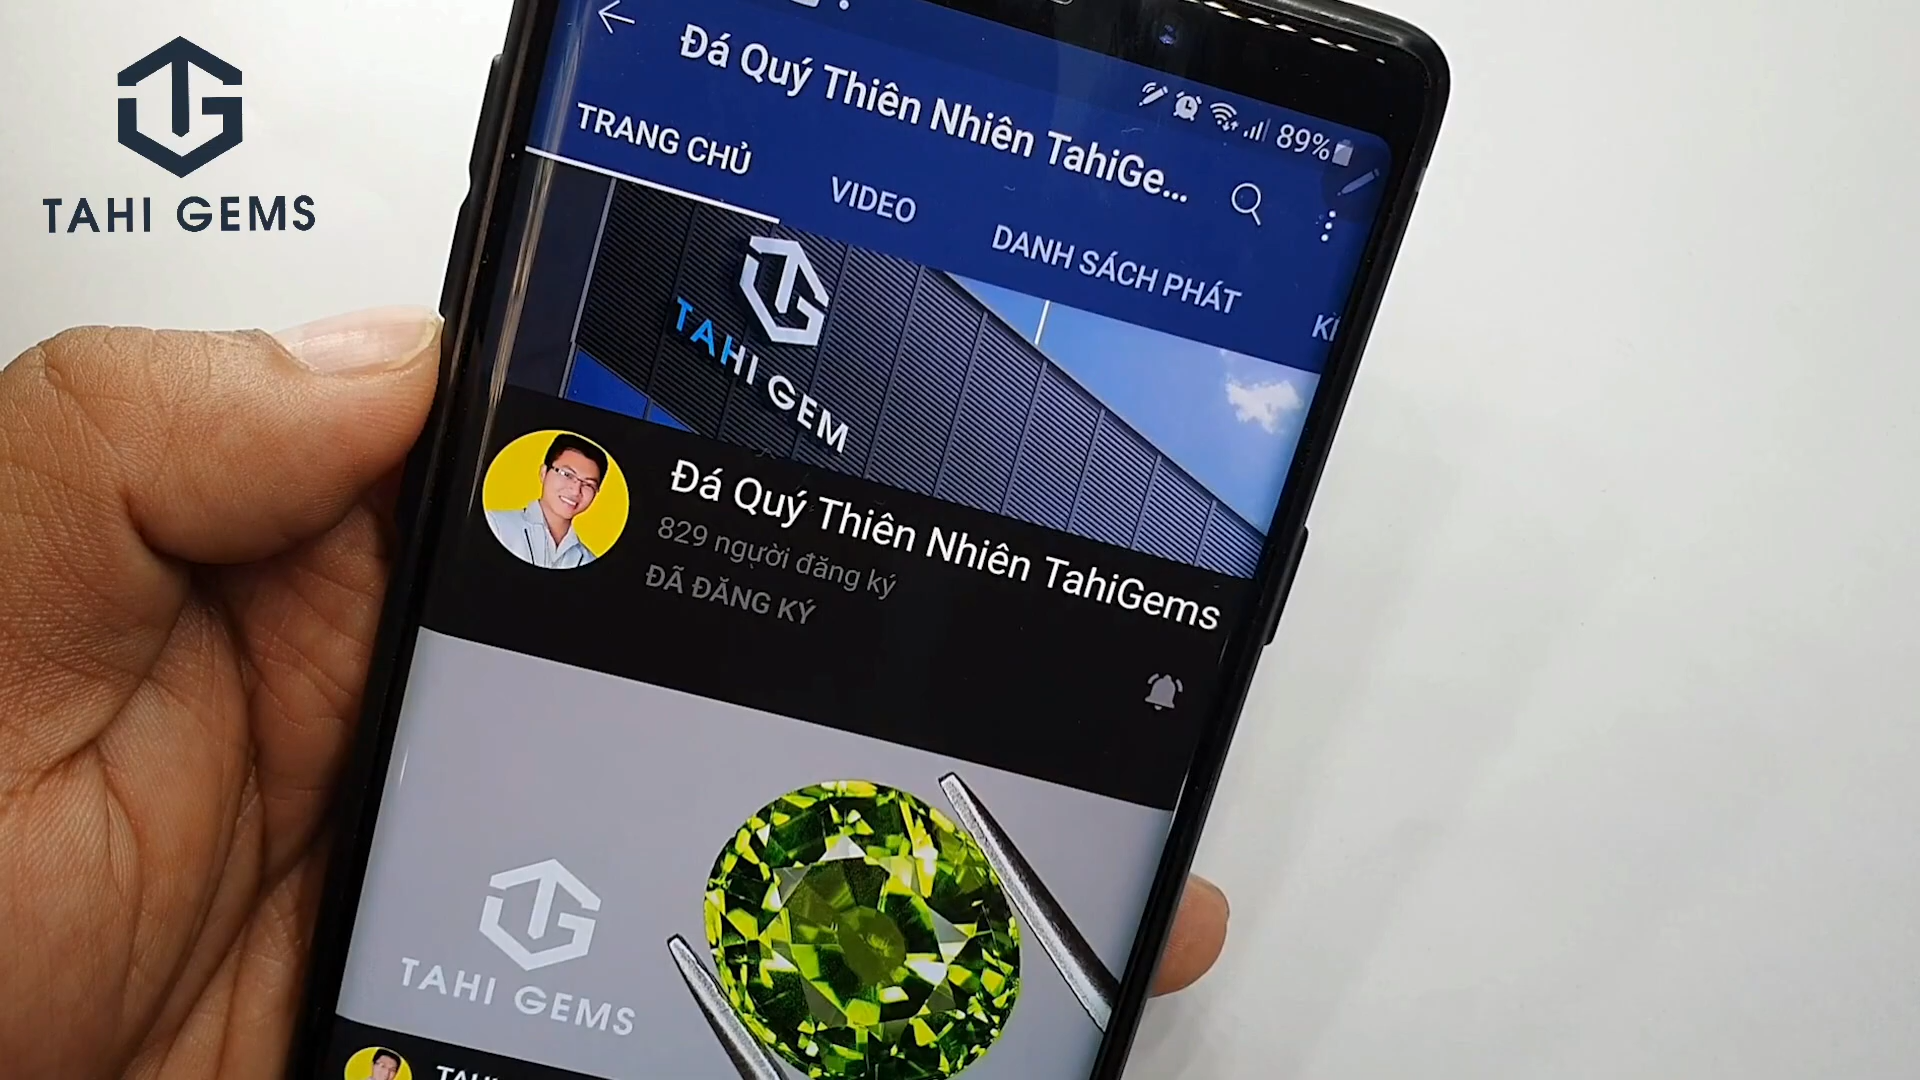 TAHI GEMS
89%
Đá Quý Thiên Nhiên TahiGe...
TRANG CHỦ
VIDEO
DANH SÁCH PHÁT
TAHI GEM
Đá Quý Thiên Nhiên TahiGems
829 người đăng ký
ĐÃ ĐĂNG KÝ
TAHI GEMS